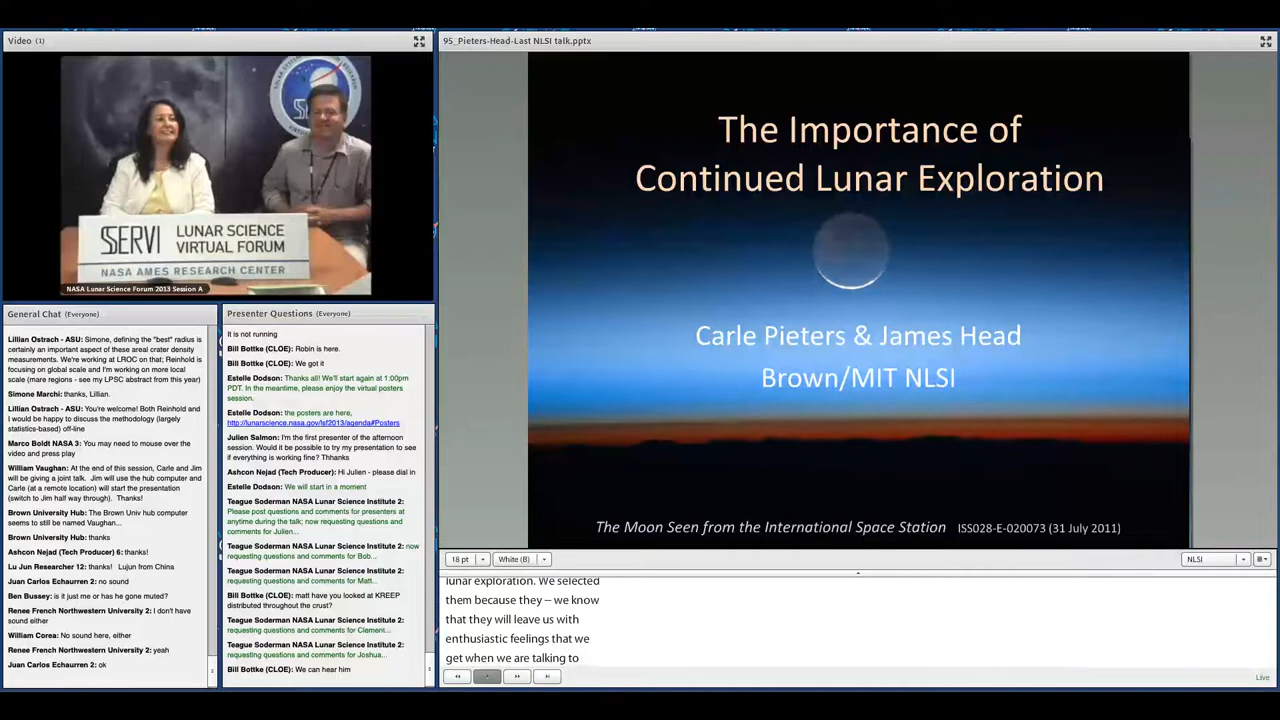 Video (1)
SSERVI
LUNAR SCIENCE
VIRTUAL FORUM
NASA AMES RESEARCH CENTER
NASA Lunar Science Forum 2013 Session A
General Chat (Everyone)
Lillian Ostrach - ASU: Simone, defining the "best" radius is
certainly an important aspect of these areal crater density
measurements. We're working at LROC on that; Reinhold is
focusing on global scale and I'm working on more local
scale (mare regions - see my LPSC abstract from this year)
Simone Marchi: thanks, Lillian.
Lillian Ostrach - ASU: You're welcome! Both Reinhold and
I would be happy to discuss the methodology (largely
statistics-based) off-line
Marco Boldt NASA 3: You may need to mouse over the
video and press play
William Vaughan: At the end of this session, Carle and Jim
will be giving a joint talk. Jim will use the hub computer and
Carle (at a remote location) will start the presentation
(switch to Jim half way through). Thanks!
Brown University Hub: The Brown Univ hub computer
seems to still be named Vaughan...
Brown University Hub: thanks
Ashcon Nejad (Tech Producer) 6: thanks!
Lu Jun Researcher 12: thanks! Lujun from China
Juan Carlos Echaurren 2: no sound
Ben Bussey: is it just me or has he gone muted?
Renee French Northwestern University 2: I don't have
sound either
William Corea: No sound here, either
Renee French Northwestern University 2: yeah
Juan Carlos Echaurren 2: ok
Presenter Questions (Everyone)
It is not running
Bill Bottke (CLOE): Robin is here.
Bill Bottke (CLOE): We got it
Estelle Dodson: Thanks all! We'll start again at 1:00pm
PDT. In the meantime, please enjoy the virtual posters
session.
Estelle Dodson: the posters are here,
http://lunarscience.nasa.gov/lsf2013/agenda#Posters
Julien Salmon: I'm the first presenter of the afternoon
session. Would it be possible to try my presentation to see
if everything is working fine? Thhanks
Ashcon Nejad (Tech Producer): Hi Julien - please dial in
Estelle Dodson: We will start in a moment
Teague Soderman NASA Lunar Science Institute 2:
Please post questions and comments for presenters at
anytime during the talk; now requesting questions and
comments for Julien...
Teague Soderman NASA Lunar Science Institute 2: now
requesting questions and comments for Bob...
Teague Soderman NASA Lunar Science Institute 2:
requesting questions and comments for Matt...
Bill Bottke (CLOE): matt have you looked at KREEP
distributed throughout the crust?
Teague Soderman NASA Lunar Science Institute 2:
requesting questions and comments for Clement...
Teague Soderman NASA Lunar Science Institute 2:
requesting questions and comments for Joshua...
Bill Bottke (CLOE): We can hear him
95_Pieters-Head-Last NLSI talk.pptx
The Importance of
Continued Lunar Exploration
Carle Pieters & James Head
Brown/MIT NLSI
The Moon Seen from the International Space Station ISS028-E-020073 (31 July 2011)
18 pt
White (B)
NLSI
lunar exploration. We selected
them because they – we know
that they will leave us with
enthusiastic feelings that we
get when we are talking to
Live